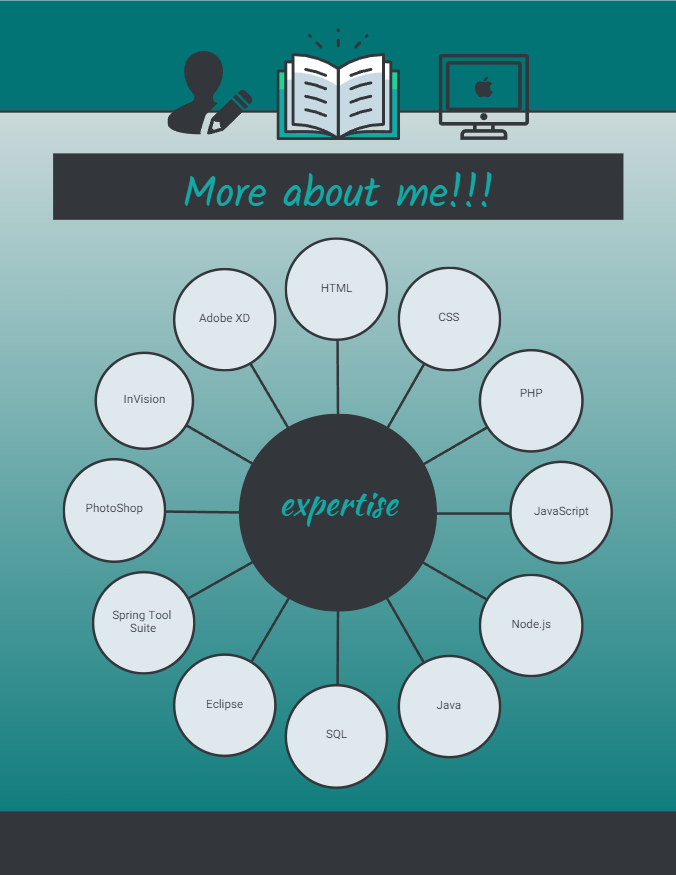 More about me!!!
HTML
CSS
PHP
JavaScript
Node.js
Java
SQL
Eclipse
Spring Tool
Suite
PhotoShop
InVision
Adobe XD
expertise